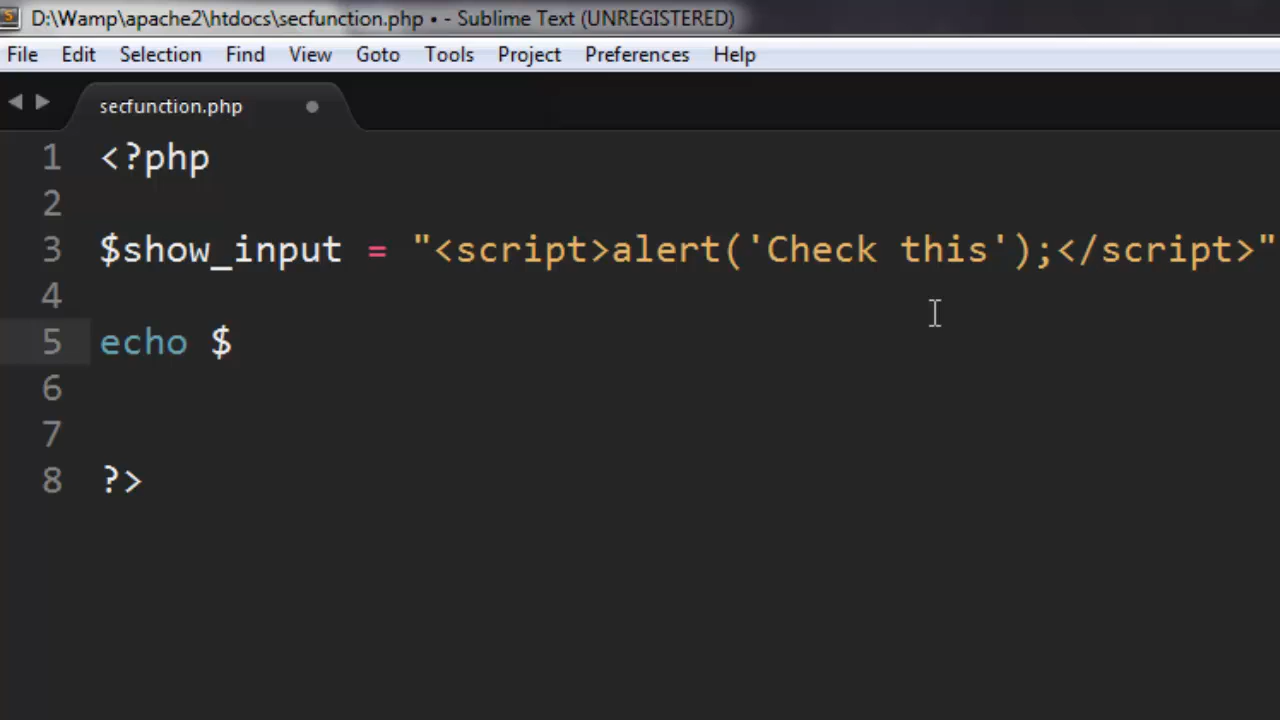 D:\Wamp\apache2\htdocs\secfunction.php • - Sublime Text (UNREGISTERED)
File Edit Selection Find View Goto Tools Project Preferences Help
secfunction.php
1 <?php
2
3 $show_input = "<script>alert('Check this');</script>"
4
5 echo $
6
7
8 ?>